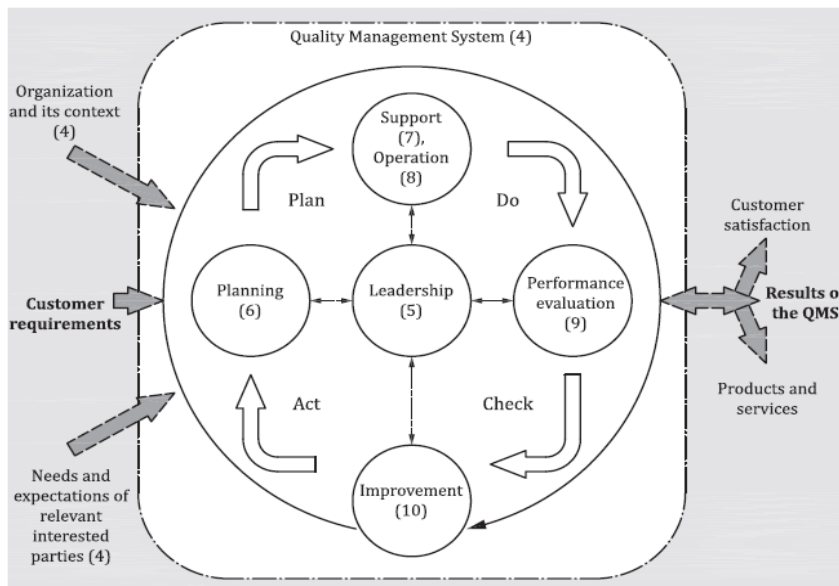 Quality Management System (4)
Organization
and its context
(4)
Support
(7),
Operation
(8)
Plan
Do
Customer
satisfaction
Planning
(6)
Leadership
(5)
Performance
evaluation
(9)
Customer
requirements
Results o
the QMS
Act
Check
Products and
services
Needs and
expectations of
relevant
interested
parties (4)
Improvement
(10)